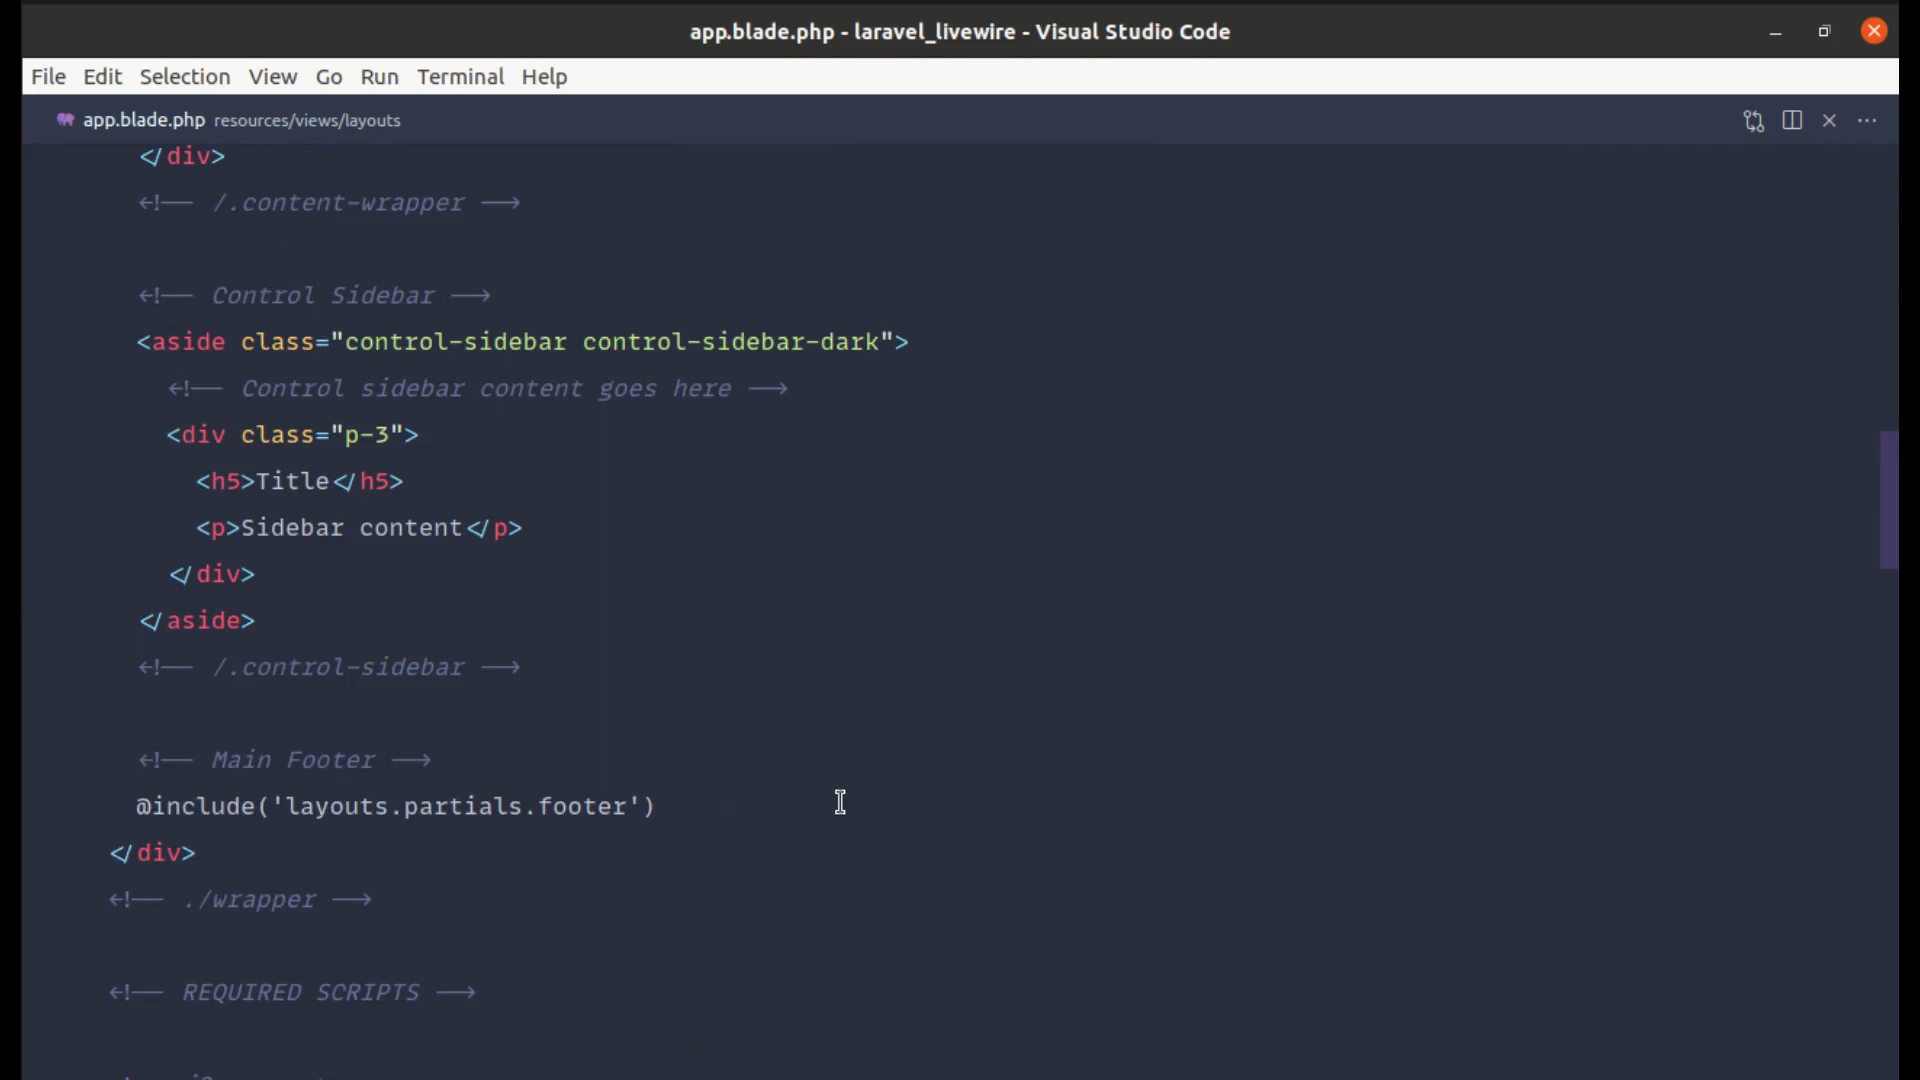 app.blade.php - laravel_livewire - Visual Studio Code
File Edit Selection View Go Run Terminal Help
app.blade.php resources/views/layouts
</div>
<!-- /.content-wrapper -->
<!-- Control Sidebar -->
<aside class="control-sidebar control-sidebar-dark">
<!-- Control sidebar content goes here -->
<div class="p-3">
<h5>Title</h5>
<p>Sidebar content</p>
</div>
</aside>
<!-- /.control-sidebar -->
<!-- Main Footer -->
@include('layouts.partials.footer')
</div>
<!-- ./wrapper -->
<!-- REQUIRED SCRIPTS -->